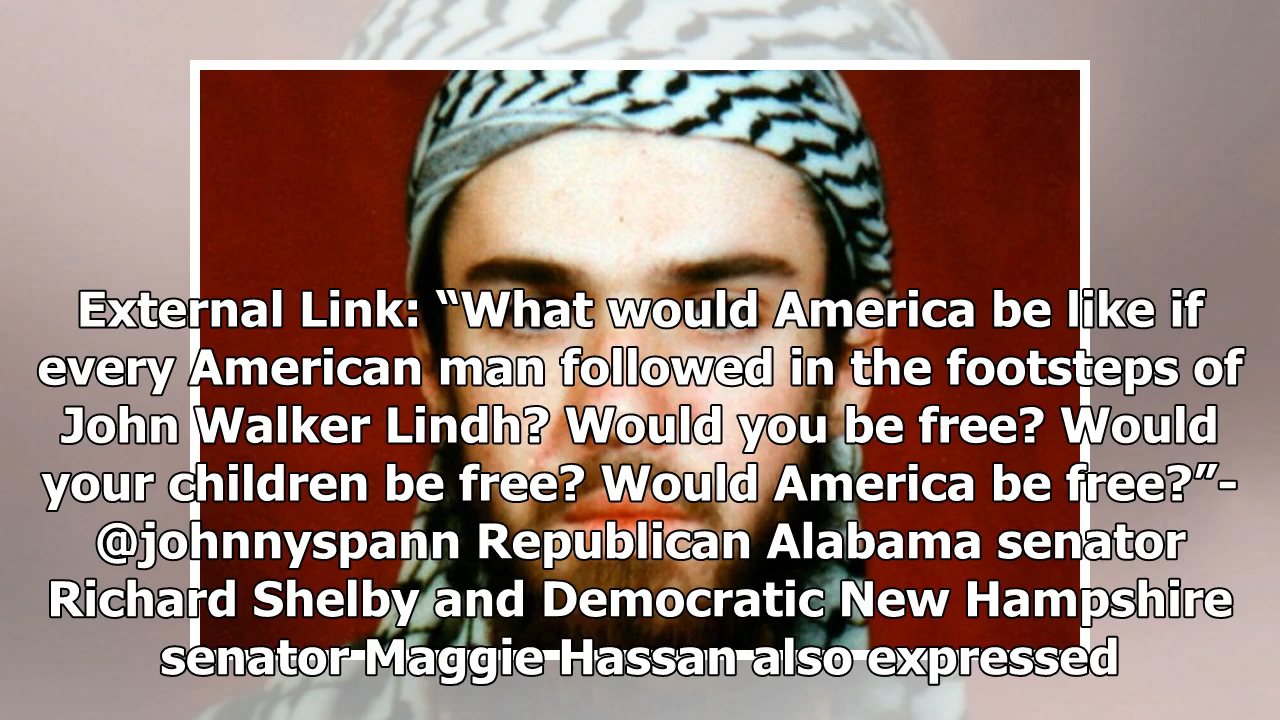 External Link: “What would America be like if
every American man followed in the footsteps of
John Walker Lindh? Would you be free? Would
your children be free? Would America be free?”-
@johnnyspann Republican Alabama senator
Richard Shelby and Democratic New Hampshire
senator Maggie Hassan also expressed